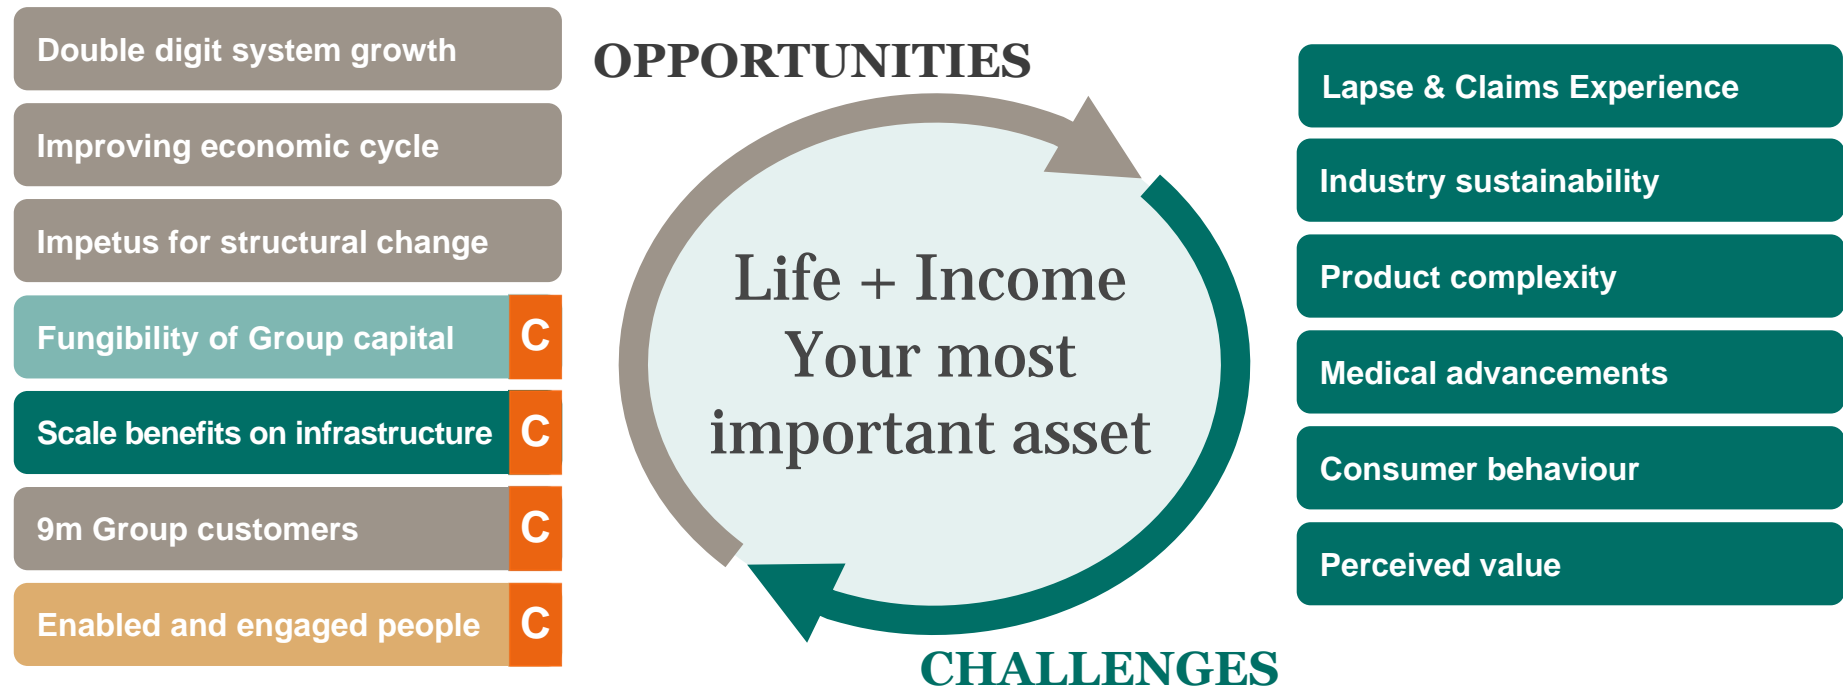 Double digit system growth
Improving economic cycle
Impetus for structural change
Fungibility of Group capital C
Scale benefits on infrastructure C
9m Group customers C
Enabled and engaged people C
OPPORTUNITIES
Life + Income
Your most
important asset
CHALLENGES
Lapse & Claims Experience
Industry sustainability
Product complexity
Medical advancements
Consumer behaviour
Perceived value